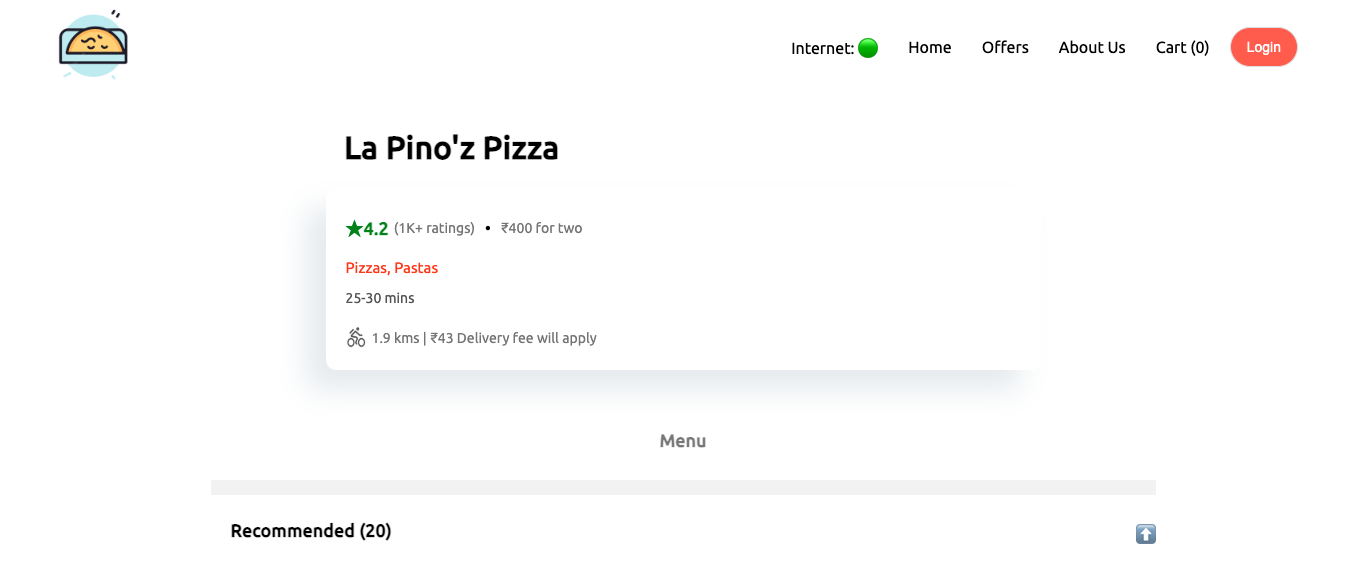 Internet: Home Offers About Us Cart (0) Login
La Pino'z Pizza
★4.2 (1K+ ratings) • ₹400 for two
Pizzas, Pastas
25-30 mins
1.9 kms | ₹43 Delivery fee will apply
Menu
Recommended (20)